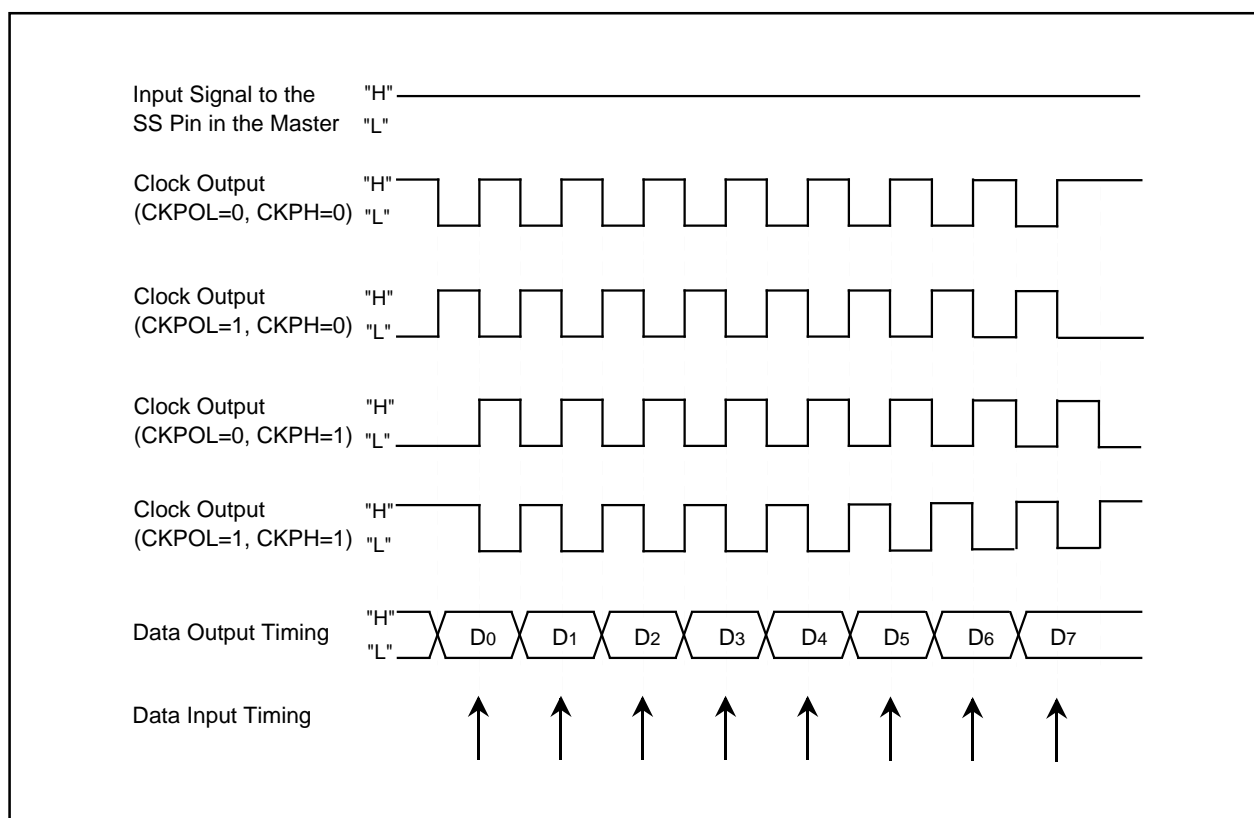 Input Signal to the "H"
SS Pin in the Master "L"
Clock Output "H"
(CKPOL=0, CKPH=0) "L"
Clock Output "H"
(CKPOL=1, CKPH=0) "L"
Clock Output "H"
(CKPOL=0, CKPH=1) "L"
Clock Output "H"
(CKPOL=1, CKPH=1) "L"
"H"
Data Output Timing D0 D1 D2 D3 D4 D5 D6 D7
"L"
Data Input Timing